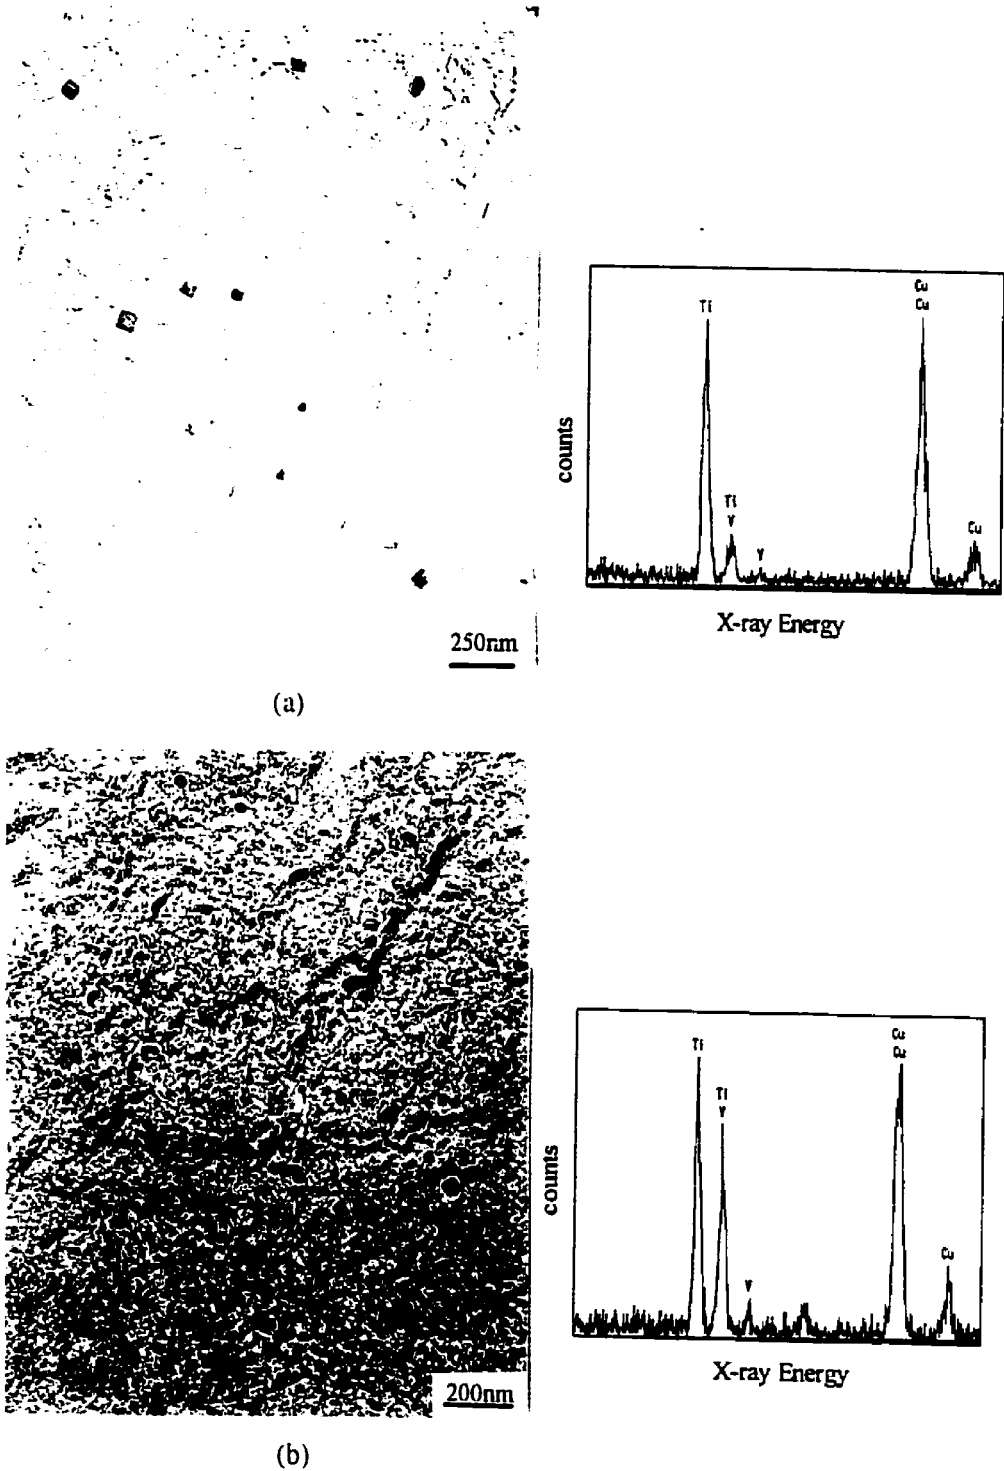 Ti
Ti
V
V
Cu
Cu
Cu
counts
X-ray Energy
250nm
(a)
Ti
Ti
V
V
Cu
Cu
Cu
counts
X-ray Energy
200nm
(b)